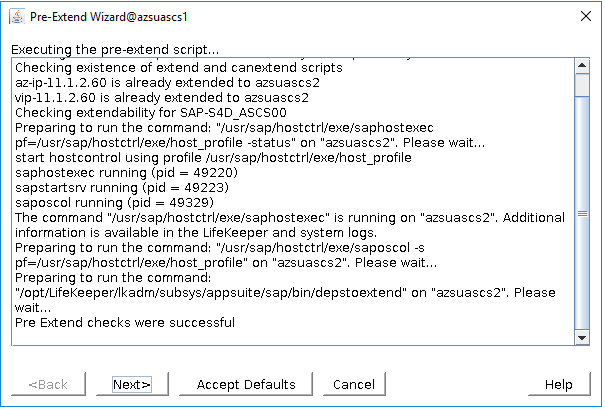 Pre-Extend Wizard@azsuascs1
Executing the pre-extend script...
Checking existence of extend and canextend scripts
az-ip-11.1.2.60 is already extended to azsuascs2
vip-11.1.2.60 is already extended to azsuascs2
Checking extendability for SAP-S4D_ASCS00
Preparing to run the command: "/usr/sap/hostctrl/exe/saphostexec
pf=/usr/sap/hostctrl/exe/host_profile -status" on "azsuascs2". Please wait...
start hostcontrol using profile /usr/sap/hostctrl/exe/host_profile
saphostexec running (pid = 49220)
sapstartsrv running (pid = 49223)
saposcol running (pid = 49329)
The command "/usr/sap/hostctrl/exe/saphostexec" is running on "azsuascs2". Additional
information is available in the LifeKeeper and system logs.
Preparing to run the command: "/usr/sap/hostctrl/exe/saposcol -s
pf=/usr/sap/hostctrl/exe/host_profile" on "azsuascs2". Please wait...
Preparing to run the command:
"/opt/LifeKeeper/lkadm/subsys/appsuite/sap/bin/depstoextend" on "azsuascs2". Please
wait...
Pre Extend checks were successful
<Back Next> Accept Defaults Cancel Help